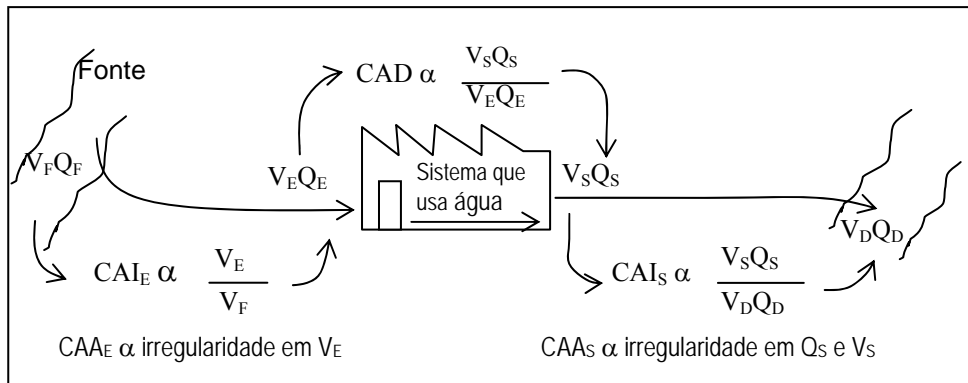 Fonte
V_FQ_F
CAD α V_SQ_S / V_EQ_E
V_EQ_E
Sistema que
usa água
V_SQ_S
V_DQ_D
CAI_E α V_E / V_F
CAI_S α V_SQ_S / V_DQ_D
CAA_E α irregularidade em V_E
CAA_S α irregularidade em Q_S e V_S